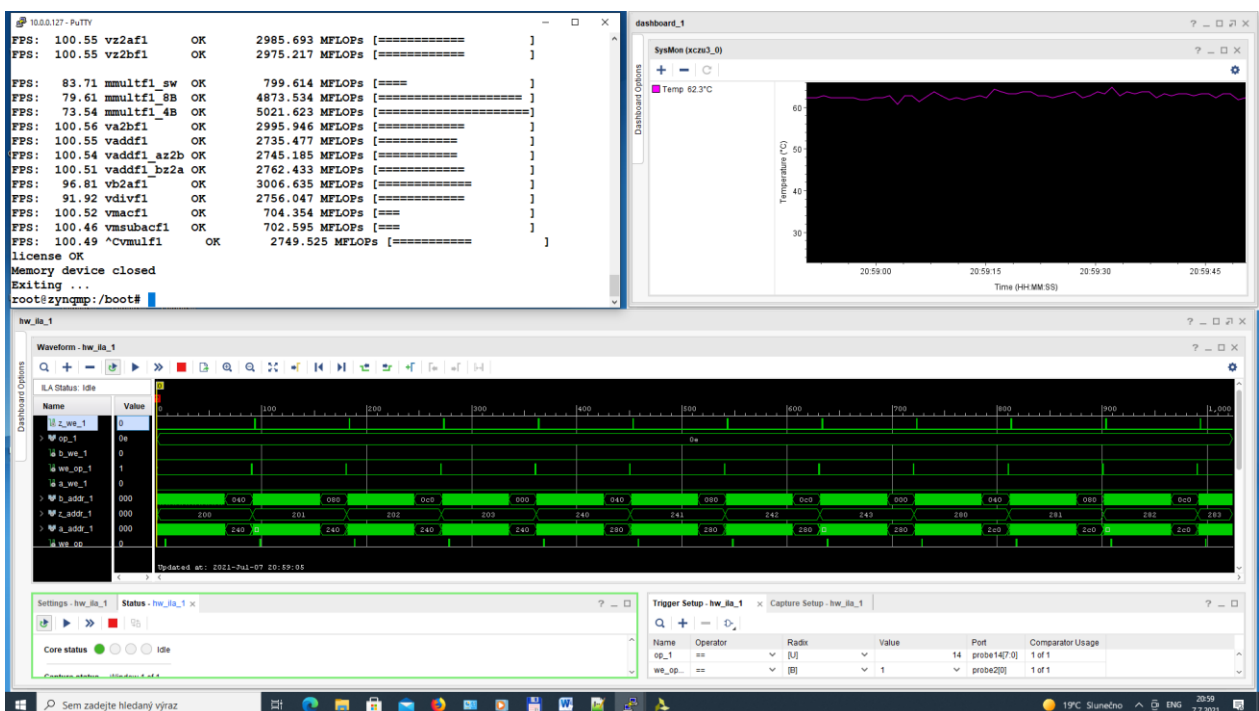 10.0.0.127 - PuTTY
FPS: 100.55 vz2af1 OK 2985.693 MFLOPs [============ ]
FPS: 100.55 vz2bf1 OK 2975.217 MFLOPs [============ ]
FPS: 83.71 mmultf1_sw OK 799.614 MFLOPs [==== ]
FPS: 79.61 mmultf1_8B OK 4873.534 MFLOPs [==================== ]
FPS: 73.54 mmultf1_4B OK 5021.623 MFLOPs [=====================]
FPS: 100.56 va2bf1 OK 2995.946 MFLOPs [============ ]
FPS: 100.55 vaddf1 OK 2735.477 MFLOPs [=========== ]
FPS: 100.54 vaddf1_az2b OK 2745.185 MFLOPs [=========== ]
FPS: 100.51 vaddf1_bz2a OK 2762.433 MFLOPs [============ ]
FPS: 96.81 vb2af1 OK 3006.635 MFLOPs [============= ]
FPS: 91.92 vdivf1 OK 2756.047 MFLOPs [============ ]
FPS: 100.52 vmacf1 OK 704.354 MFLOPs [=== ]
FPS: 100.46 vmsubacf1 OK 702.595 MFLOPs [=== ]
FPS: 100.49 ^Cvmulf1 OK 2749.525 MFLOPs [=========== ]
license OK
Memory device closed
Exiting ...
root@zynqmp:/boot#
dashboard_1
Dashboard Options
SysMon (xczu3_0)
Temp 62.3°C
Temperature (°C)
60
50
40
30
20:59:00 20:59:15 20:59:30 20:59:45
Time (HH:MM:SS)
hw_ila_1
Dashboard Options
Waveform - hw_ila_1
ILA Status: Idle
Name Value
0 100 200 300 400 500 600 700 800 900 1,000
z_we_1 0
op_1 0e 0e
b_we_1 0
we_op_1 1
a_we_1 0
b_addr_1 000 040 080 0c0 000 040 080 0c0 000 040 080 0c0
z_addr_1 000 200 201 202 203 240 241 242 243 280 281 282 283
a_addr_1 000 240 240 240 240 280 280 280 280 2c0 2c0 2c0
we_op 0
Updated at: 2021-Jul-07 20:59:05
Settings - hw_ila_1 Status - hw_ila_1
Core status Idle
Trigger Setup - hw_ila_1 Capture Setup - hw_ila_1
Name Operator Radix Value Port Comparator Usage
op_1 == [U] 14 probe14[7:0] 1 of 1
we_op... == [B] 1 probe2[0] 1 of 1
Sem zadejte hledaný výraz
19°C Slunečno ENG 20:59
7.7.2021